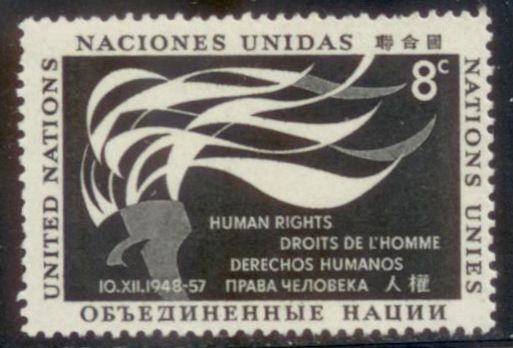 NACIONES UNIDAS 聯合國
UNITED NATIONS
NATIONS UNIES
8c
HUMAN RIGHTS
DROITS DE L'HOMME
DERECHOS HUMANOS
10.XII.1948-57 ПРАВА ЧЕЛОВЕКА 人權
ОБЪЕДИНЕННЫЕ НАЦИИ